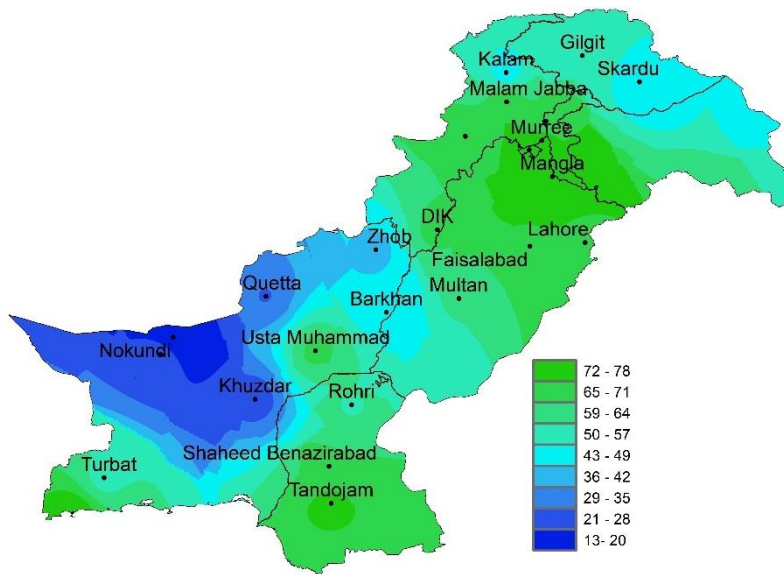 Gilgit
Kalam
Skardu
Malam Jabba
Murree
Mangla
DIK
Zhob
Lahore
Faisalabad
Quetta
Multan
Barkhan
Usta Muhammad
Nokundi
Khuzdar
Rohri
Shaheed Benazirabad
Turbat
Tandojam
72 - 78
65 - 71
59 - 64
50 - 57
43 - 49
36 - 42
29 - 35
21 - 28
13- 20